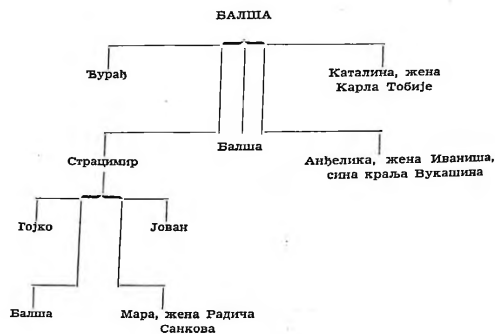 БАЛША
Ђурађ
Каталина, жена
Карла Тобије
Страцимир
Балша
Анђелика, жена Иваниша,
сина краља Вукашина
Гојко
Јован
Балша
Мара, жена Радича
Санкова